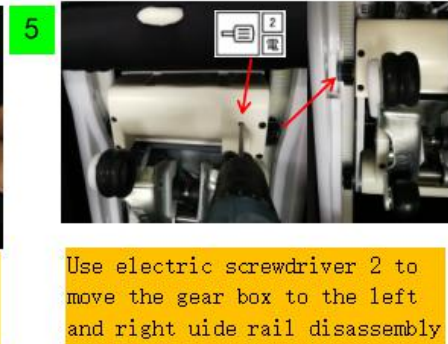 5
2
電
Use electric screwdriver 2 to
move the gear box to the left
and right uide rail disassembly